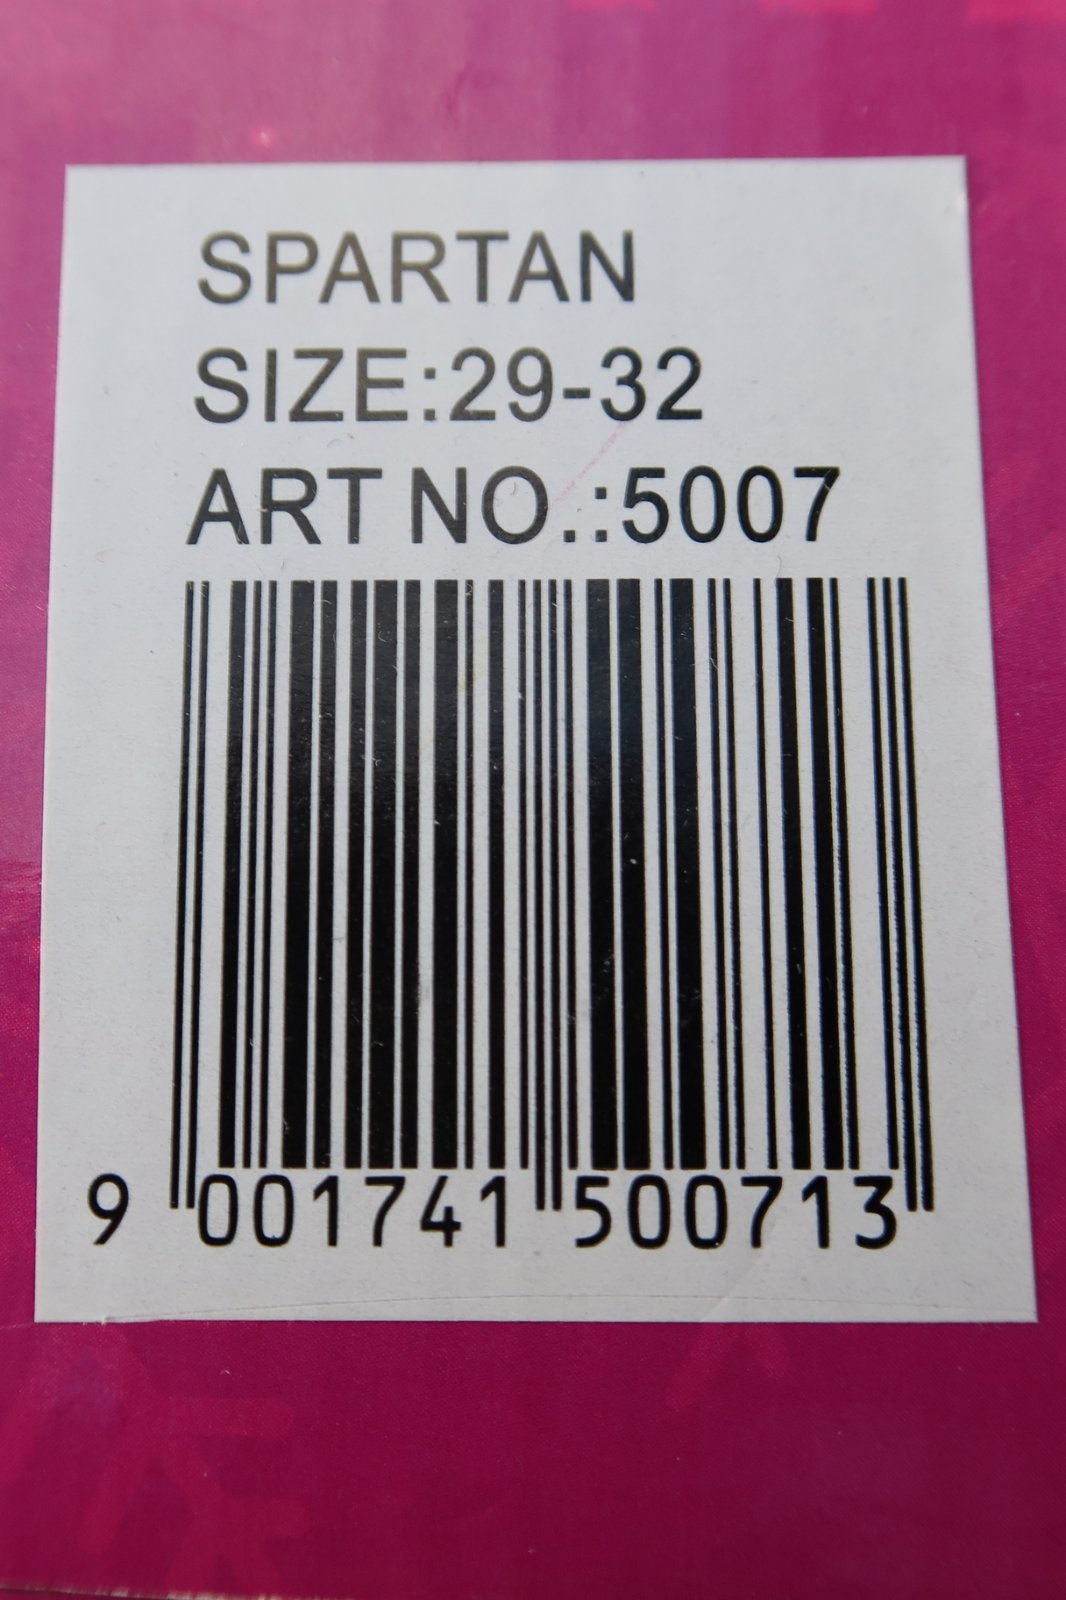 SPARTAN
SIZE:29-32
ART NO.:5007
9 001741 500713